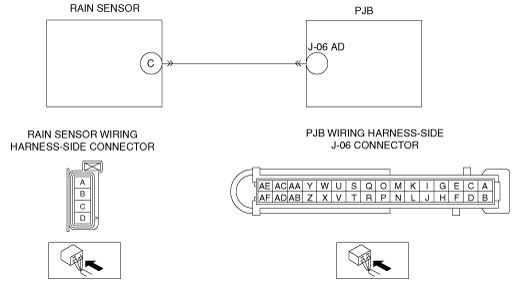 RAIN SENSOR
PJB
C
J-06 AD
RAIN SENSOR WIRING
HARNESS-SIDE CONNECTOR
PJB WIRING HARNESS-SIDE
J-06 CONNECTOR
A
B
C
D
AE AC AA Y W U S Q O M K I G E C A
AF AD AB Z X V T R P N L J H F D B